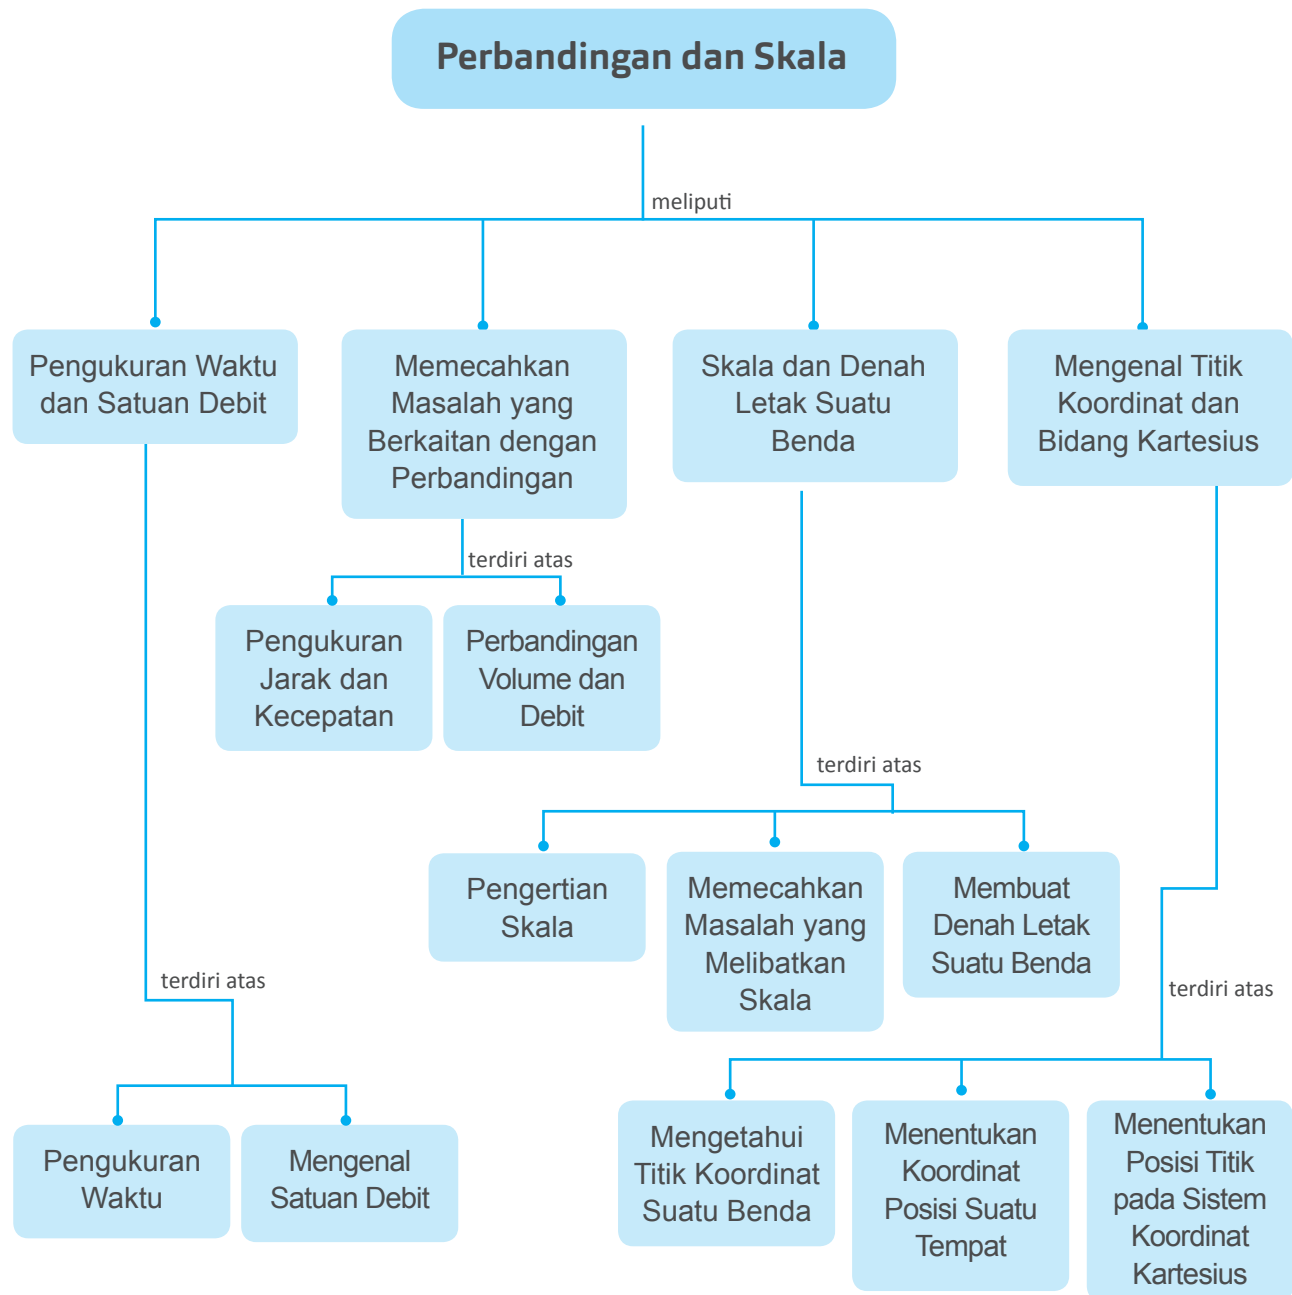 Perbandingan dan Skala
meliputi
Pengukuran Waktu
dan Satuan Debit
Memecahkan
Masalah yang
Berkaitan dengan
Perbandingan
Skala dan Denah
Letak Suatu
Benda
Mengenal Titik
Koordinat dan
Bidang Kartesius
terdiri atas
Pengukuran
Jarak dan
Kecepatan
Perbandingan
Volume dan
Debit
terdiri atas
Pengertian
Skala
Memecahkan
Masalah yang
Melibatkan
Skala
Membuat
Denah Letak
Suatu Benda
terdiri atas
Pengukuran
Waktu
Mengenal
Satuan Debit
terdiri atas
Mengetahui
Titik Koordinat
Suatu Benda
Menentukan
Koordinat
Posisi Suatu
Tempat
Menentukan
Posisi Titik
pada Sistem
Koordinat
Kartesius